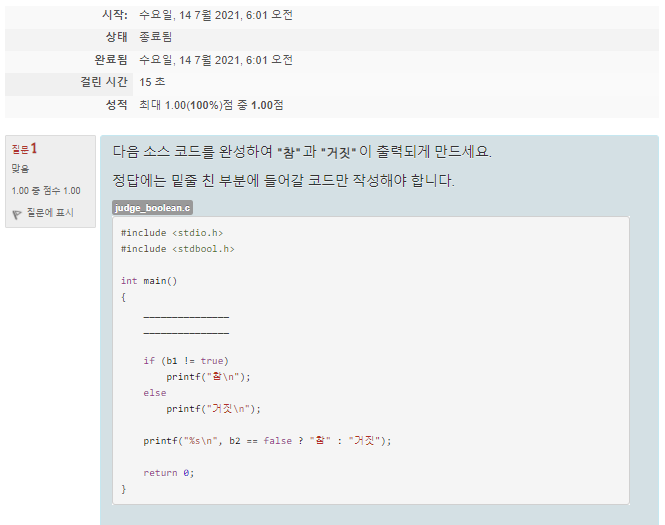 시작: 수요일, 14 7월 2021, 6:01 오전
상태 종료됨
완료됨 수요일, 14 7월 2021, 6:01 오전
걸린 시간 15 초
성적 최대 1.00(100%)점 중 1.00점
질문 1
맞음
1.00 중 점수 1.00
질문에 표시
다음 소스 코드를 완성하여 "참"과 "거짓"이 출력되게 만드세요.
정답에는 밑줄 친 부분에 들어갈 코드만 작성해야 합니다.
judge_boolean.c
#include <stdio.h>
#include <stdbool.h>
int main()
{
    _______________
    _______________
    if (b1 != true)
        printf("참\n");
    else
        printf("거짓\n");
    printf("%s\n", b2 == false ? "참" : "거짓");
    return 0;
}